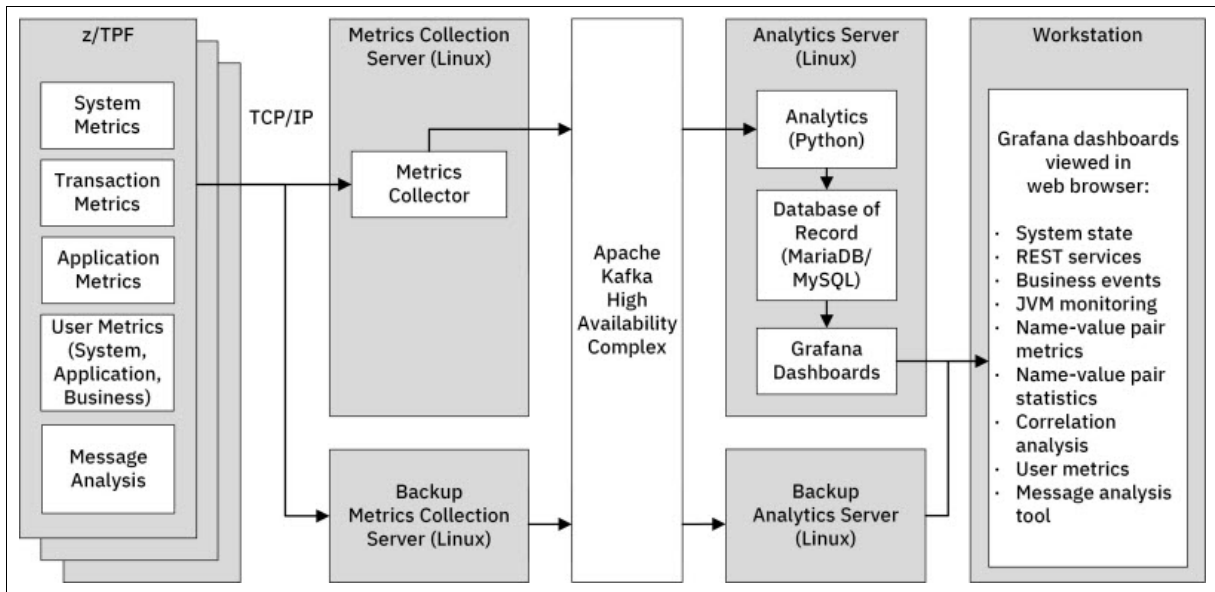 z/TPF
System
Metrics
Transaction
Metrics
Application
Metrics
User Metrics
(System,
Application,
Business)
Message
Analysis
TCP/IP
Metrics Collection
Server (Linux)
Metrics
Collector
Backup
Metrics Collection
Server (Linux)
Apache
Kafka
High
Availability
Complex
Analytics Server
(Linux)
Analytics
(Python)
Database of
Record
(MariaDB/
MySQL)
Grafana
Dashboards
Backup
Analytics Server
(Linux)
Workstation
Grafana dashboards
viewed in
web browser:
· System state
· REST services
· Business events
· JVM monitoring
· Name-value pair
metrics
· Name-value pair
statistics
· Correlation
analysis
· User metrics
· Message analysis
tool